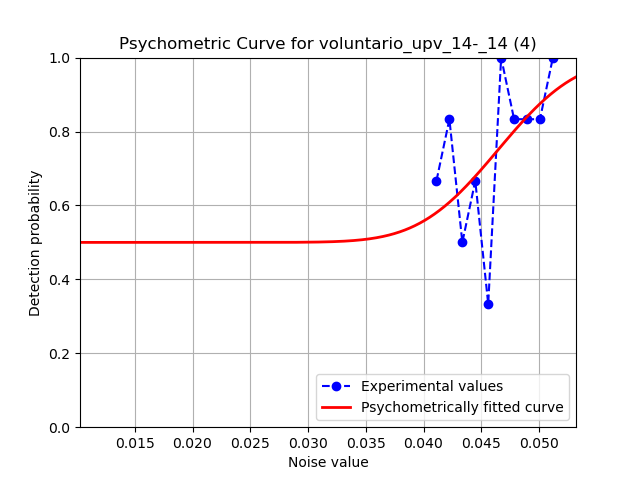 Psychometric Curve for voluntario_upv_14-_14 (4)
1.0
0.8
0.6
0.4
0.2
0.0
Detection probability
0.015 0.020 0.025 0.030 0.035 0.040 0.045 0.050
Noise value
Experimental values
Psychometrically fitted curve